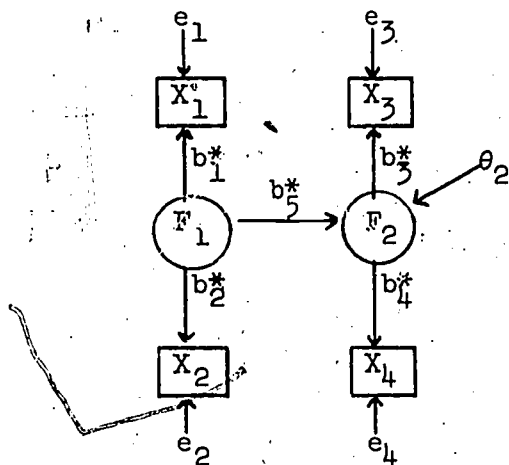 e1 e3
X1 X3
b*1 b*3
b*5 θ2
F1 F2
b*2 b*4
X2 X4
e2 e4